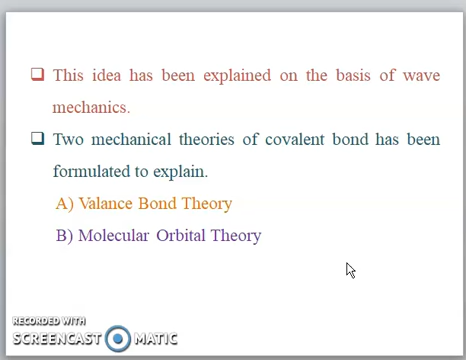 ❑ This idea has been explained on the basis of wave
mechanics.
❑ Two mechanical theories of covalent bond has been
formulated to explain.
A) Valance Bond Theory
B) Molecular Orbital Theory
RECORDED WITH
SCREENCAST MATIC